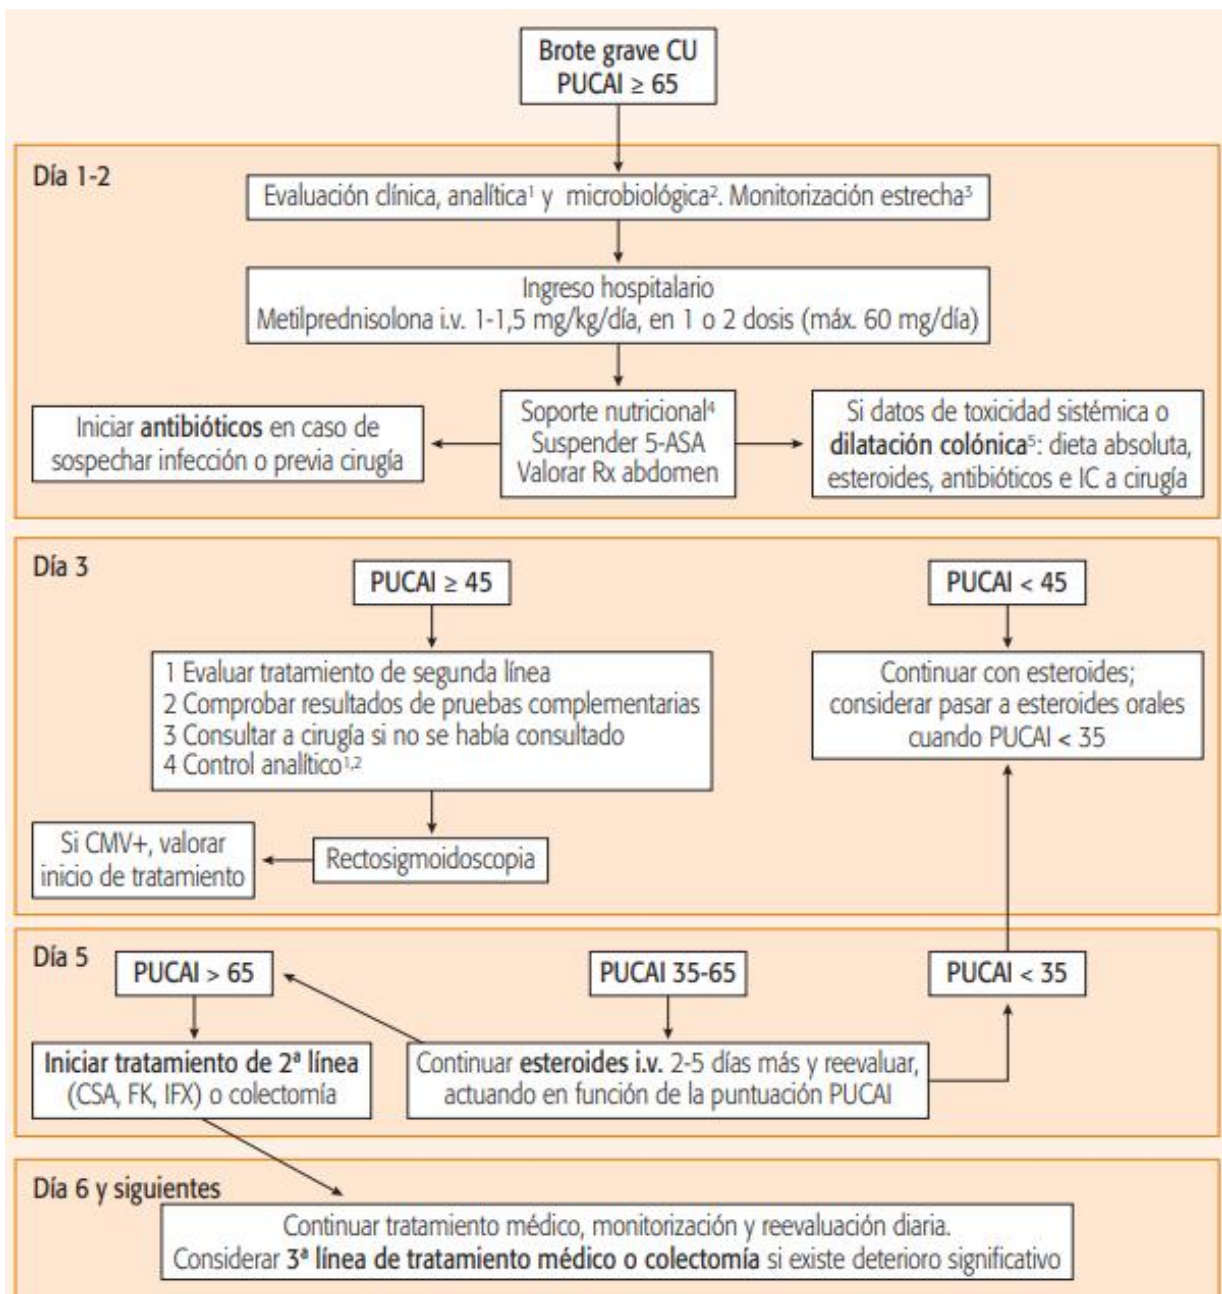 Brote grave CU
PUCAI ≥ 65
Día 1-2
Evaluación clínica, analítica¹ y microbiológica². Monitorización estrecha³
Ingreso hospitalario
Metilprednisolona i.v. 1-1,5 mg/kg/día, en 1 o 2 dosis (máx. 60 mg/día)
Iniciar antibióticos en caso de
sospechar infección o previa cirugía
Soporte nutricional⁴
Suspender 5-ASA
Valorar Rx abdomen
Si datos de toxicidad sistémica o
dilatación colónica⁵: dieta absoluta,
esteroides, antibióticos e IC a cirugía
Día 3
PUCAI ≥ 45
1 Evaluar tratamiento de segunda línea
2 Comprobar resultados de pruebas complementarias
3 Consultar a cirugía si no se había consultado
4 Control analítico¹,²
Rectosigmoidoscopia
Si CMV+, valorar
inicio de tratamiento
PUCAI < 45
Continuar con esteroides;
considerar pasar a esteroides orales
cuando PUCAI < 35
Día 5
PUCAI > 65
Iniciar tratamiento de 2ª línea
(CSA, FK, IFX) o colectomía
PUCAI 35-65
Continuar esteroides i.v. 2-5 días más y reevaluar,
actuando en función de la puntuación PUCAI
PUCAI < 35
Día 6 y siguientes
Continuar tratamiento médico, monitorización y reevaluación diaria.
Considerar 3ª línea de tratamiento médico o colectomía si existe deterioro significativo